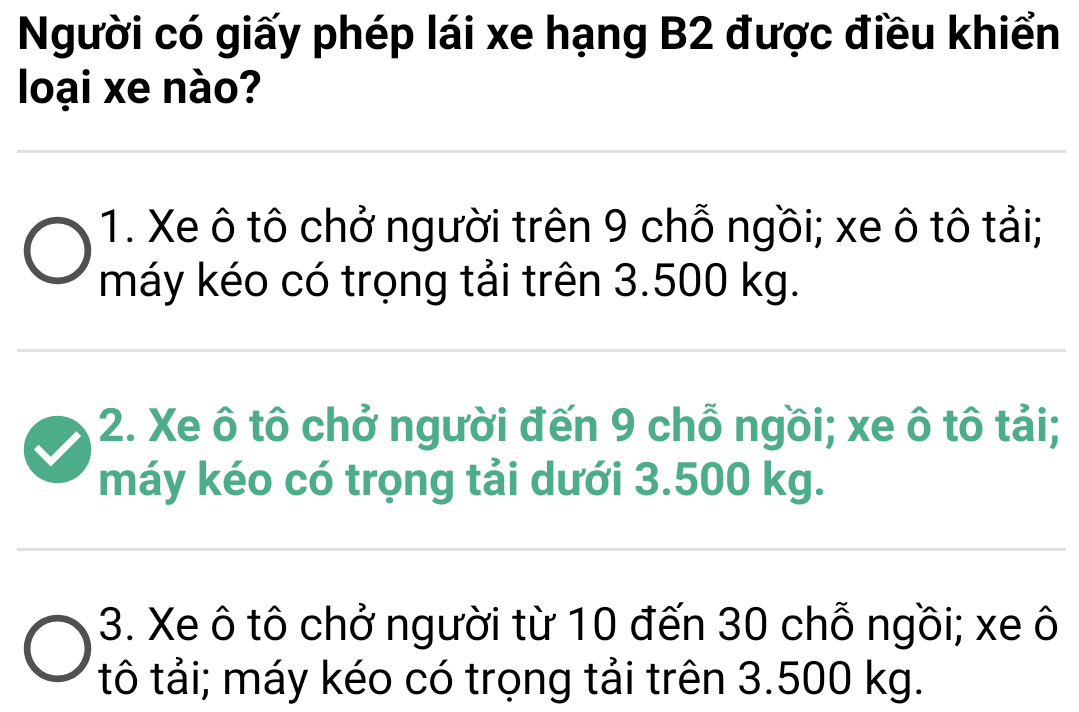 Người có giấy phép lái xe hạng B2 được điều khiển
loại xe nào?
1. Xe ô tô chở người trên 9 chỗ ngồi; xe ô tô tải;
máy kéo có trọng tải trên 3.500 kg.
2. Xe ô tô chở người đến 9 chỗ ngồi; xe ô tô tải;
máy kéo có trọng tải dưới 3.500 kg.
3. Xe ô tô chở người từ 10 đến 30 chỗ ngồi; xe ô
tô tải; máy kéo có trọng tải trên 3.500 kg.